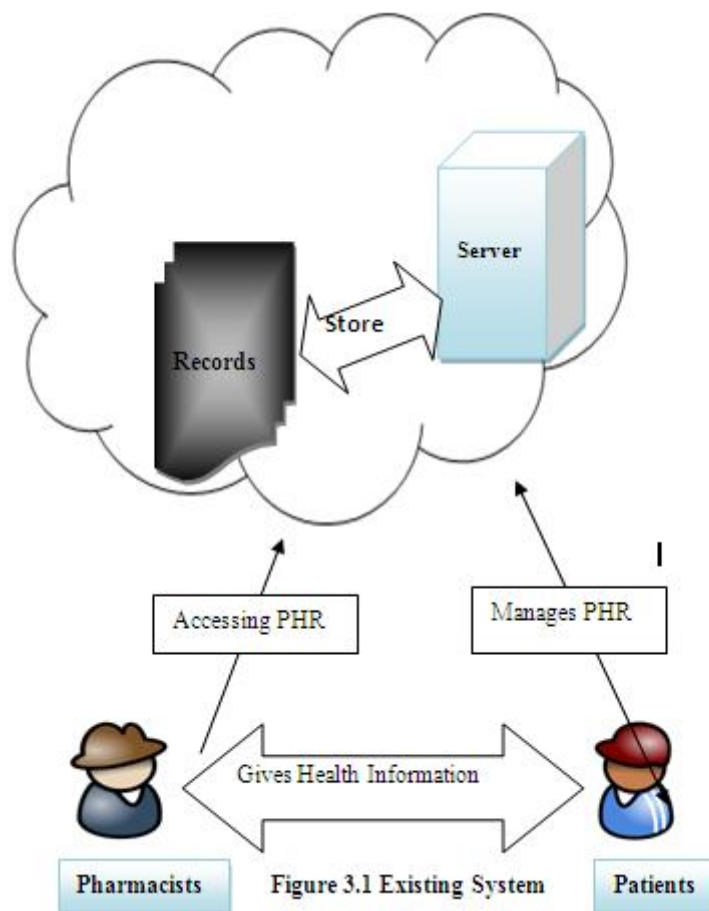 Server
Store
Records
Accessing PHR
Manages PHR
Gives Health Information
Pharmacists
Figure 3.1 Existing System
Patients